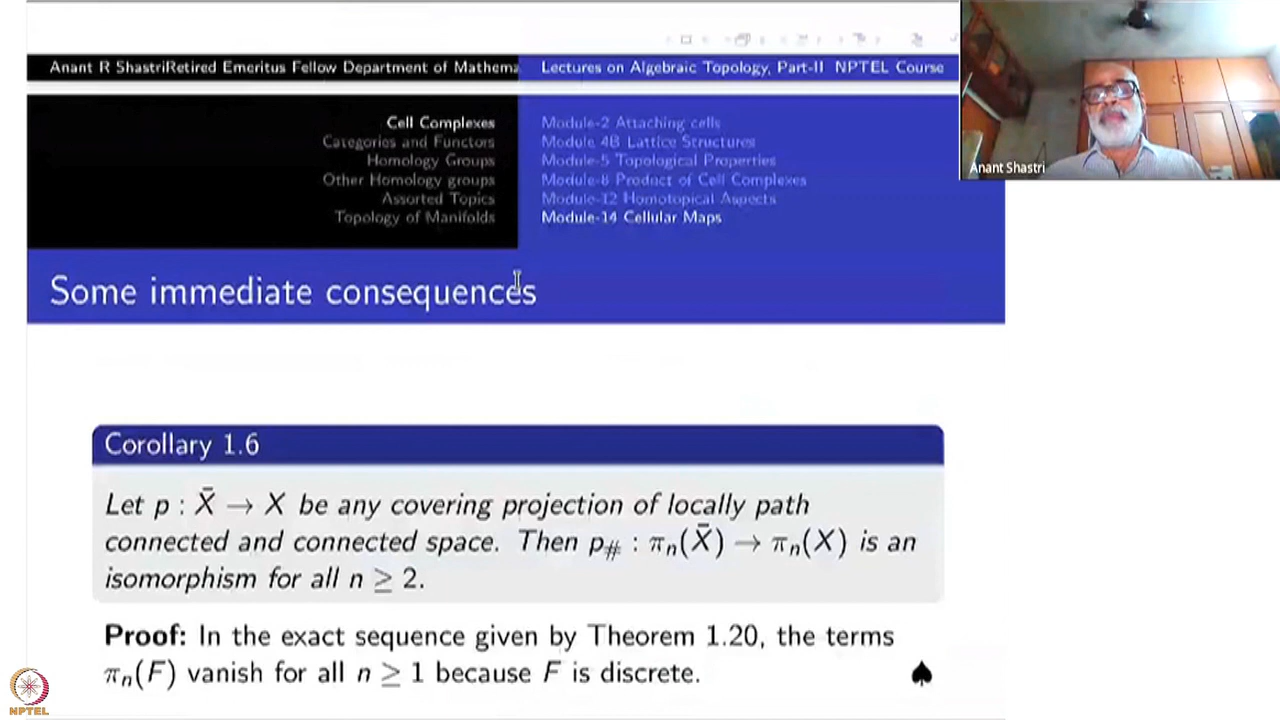 Anant R ShastriRetired Emeritus Fellow Department of Mathema
Lectures on Algebraic Topology, Part-II NPTEL Course
Cell Complexes
Categories and Functors
Homology Groups
Other Homology groups
Assorted Topics
Topology of Manifolds
Module-2 Attaching cells
Module 4B Lattice Structures
Module-5 Topological Properties
Module-8 Product of Cell Complexes
Module-12 Homotopical Aspects
Module-14 Cellular Maps
Anant Shastri
Some immediate consequences
Corollary 1.6
Let p : X̄ → X be any covering projection of locally path
connected and connected space. Then p# : πₙ(X̄) → πₙ(X) is an
isomorphism for all n ≥ 2.
Proof: In the exact sequence given by Theorem 1.20, the terms
πₙ(F) vanish for all n ≥ 1 because F is discrete. ♠
NPTEL